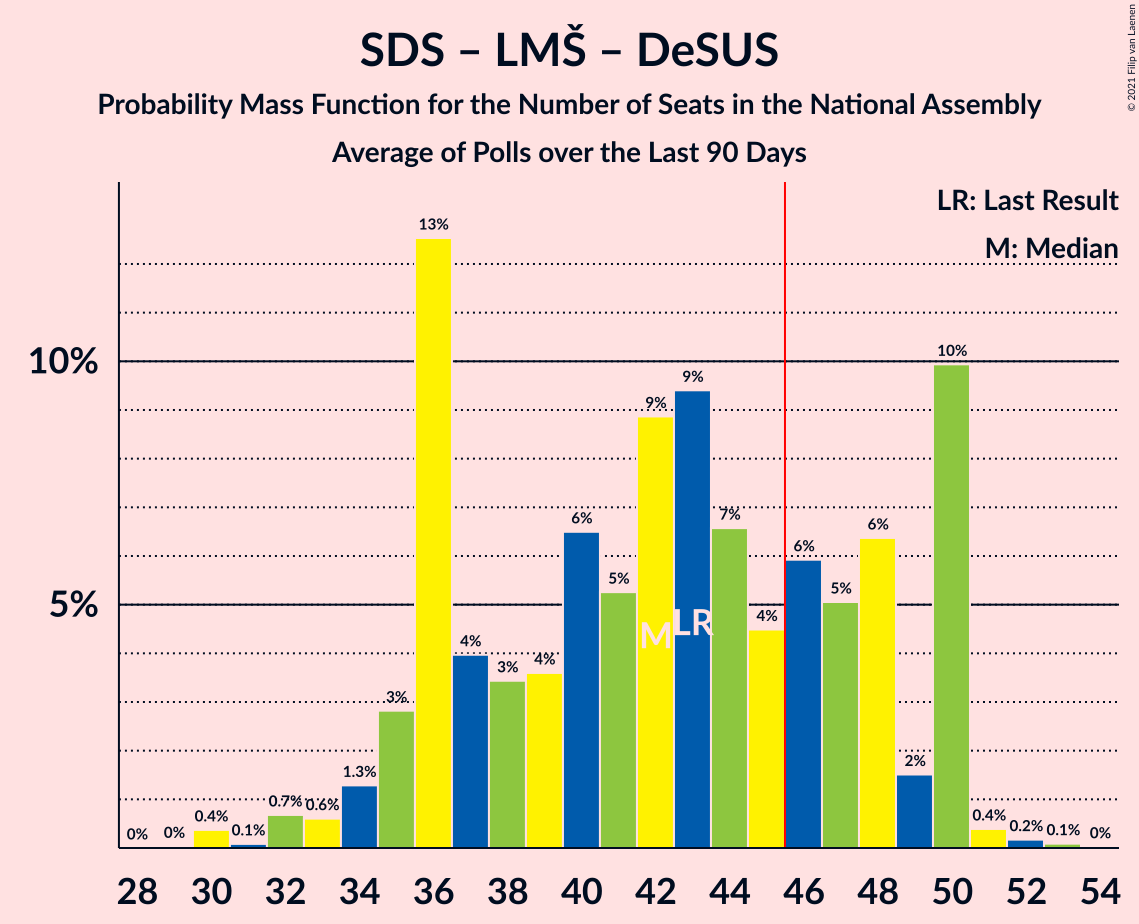 SDS – LMŠ – DeSUS
Probability Mass Function for the Number of Seats in the National Assembly
Average of Polls over the Last 90 Days
© 2021 Filip van Laenen
LR: Last Result
M: Median
10%
5%
0% 0% 0.4% 0.1% 0.7% 0.6% 1.3% 3% 13% 4% 3% 4% 6% 5% 9% 9% 7% 4% 6% 5% 6% 2% 10% 0.4% 0.2% 0.1% 0%
M LR
28 30 32 34 36 38 40 42 44 46 48 50 52 54